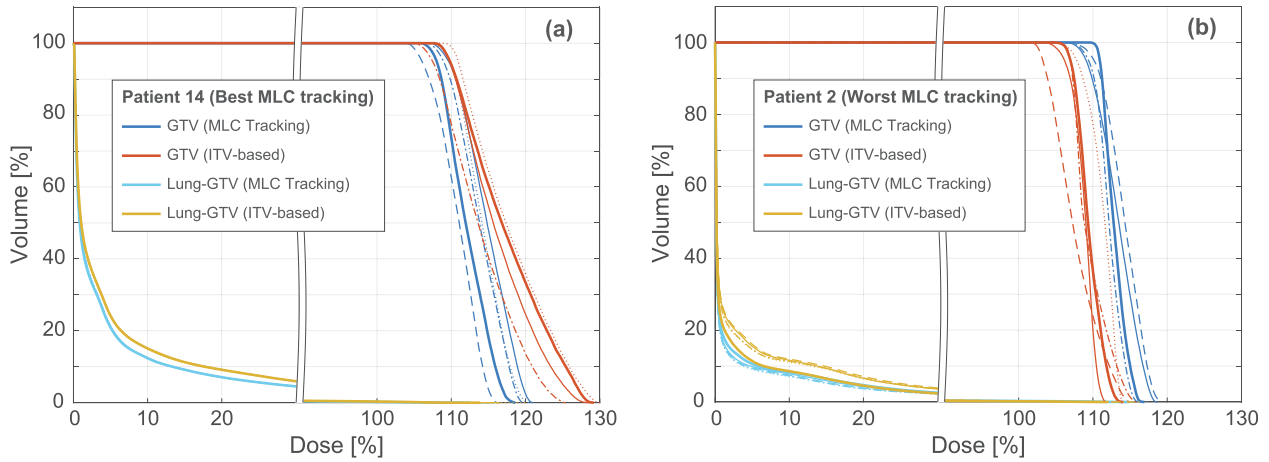 (a)
Volume [%]
100
80
60
40
20
0
Patient 14 (Best MLC tracking)
GTV (MLC Tracking)
GTV (ITV-based)
Lung-GTV (MLC Tracking)
Lung-GTV (ITV-based)
0 10 20 100 110 120 130
Dose [%]
(b)
Volume [%]
100
80
60
40
20
0
Patient 2 (Worst MLC tracking)
GTV (MLC Tracking)
GTV (ITV-based)
Lung-GTV (MLC Tracking)
Lung-GTV (ITV-based)
0 10 20 100 110 120 130
Dose [%]